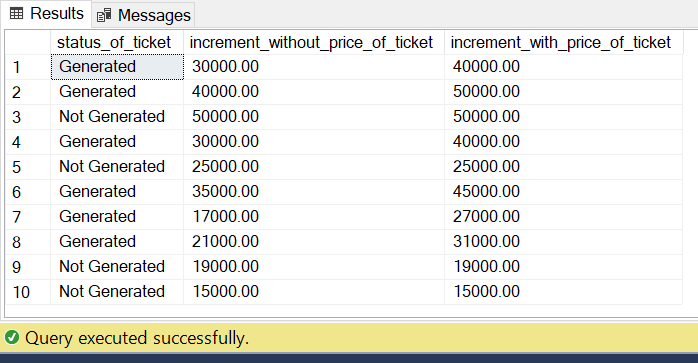 Results Messages
status_of_ticket increment_without_price_of_ticket increment_with_price_of_ticket
1 Generated 30000.00 40000.00
2 Generated 40000.00 50000.00
3 Not Generated 50000.00 50000.00
4 Generated 30000.00 40000.00
5 Not Generated 25000.00 25000.00
6 Generated 35000.00 45000.00
7 Generated 17000.00 27000.00
8 Generated 21000.00 31000.00
9 Not Generated 19000.00 19000.00
10 Not Generated 15000.00 15000.00
Query executed successfully.